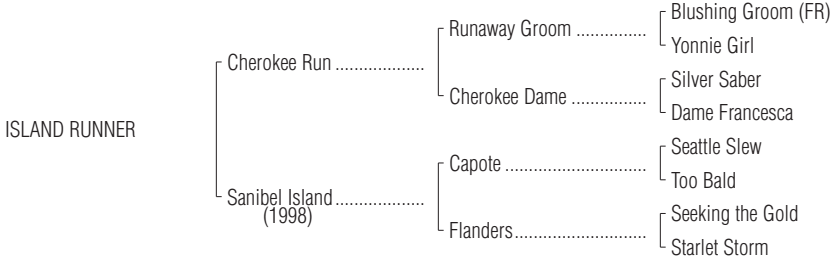 Blushing Groom (FR)
Runaway Groom ................
Yonnie Girl
Cherokee Run ...................
Silver Saber
Cherokee Dame ................
Dame Francesca
ISLAND RUNNER
Seattle Slew
Capote ..............................
Too Bald
Sanibel Island ...................
(1998)
Seeking the Gold
Flanders ............................
Starlet Storm